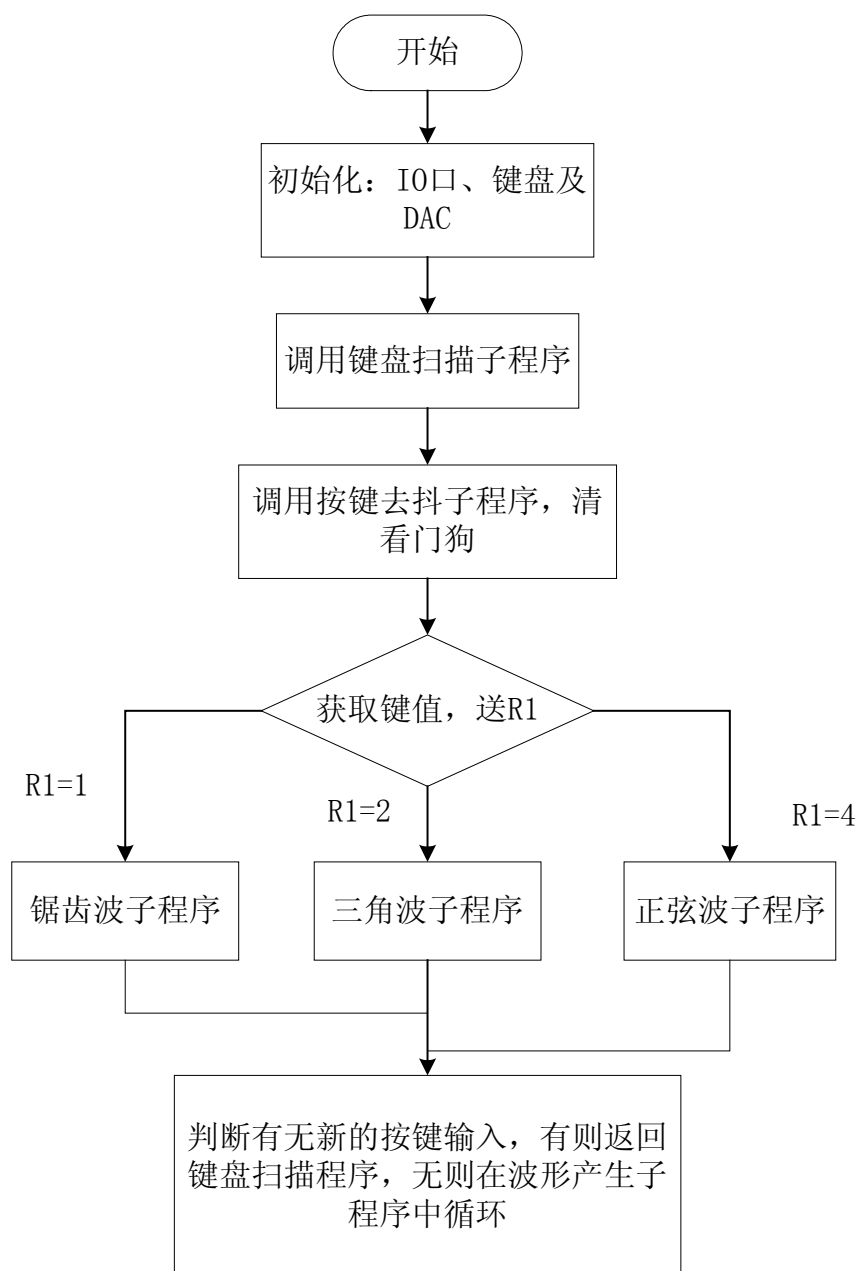 开始
初始化：IO口、键盘及
DAC
调用键盘扫描子程序
调用按键去抖子程序，清
看门狗
获取键值，送R1
R1=1
R1=2
R1=4
锯齿波子程序
三角波子程序
正弦波子程序
判断有无新的按键输入，有则返回
键盘扫描程序，无则在波形产生子
程序中循环